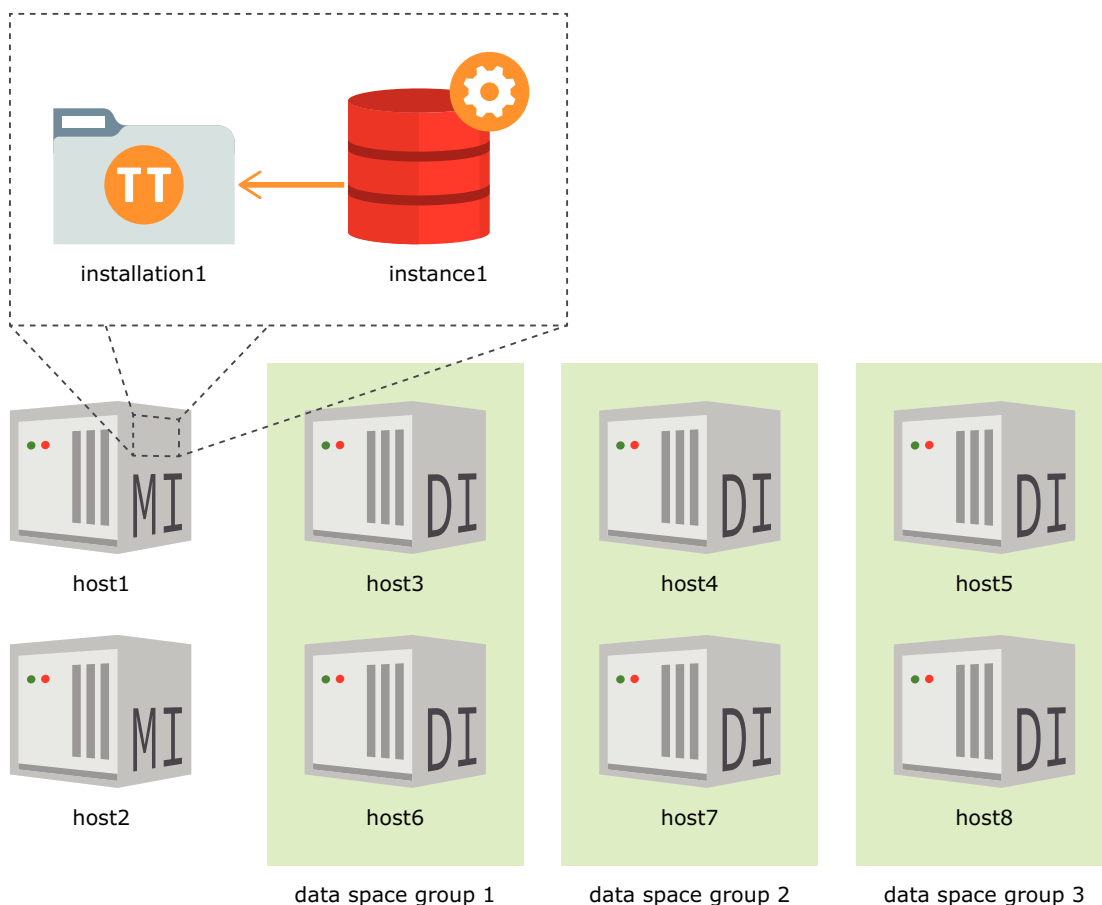 TT
installation1
instance1
MI
DI
DI
DI
host1
host3
host4
host5
MI
DI
DI
DI
host2
host6
host7
host8
data space group 1
data space group 2
data space group 3